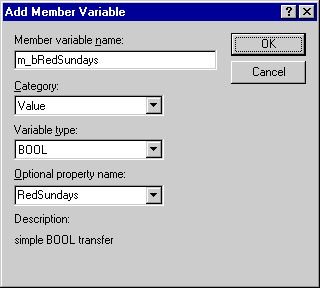 Add Member Variable
Member variable name:
m_bRedSundays
OK
Cancel
Category:
Value
Variable type:
BOOL
Optional property name:
RedSundays
Description:
simple BOOL transfer